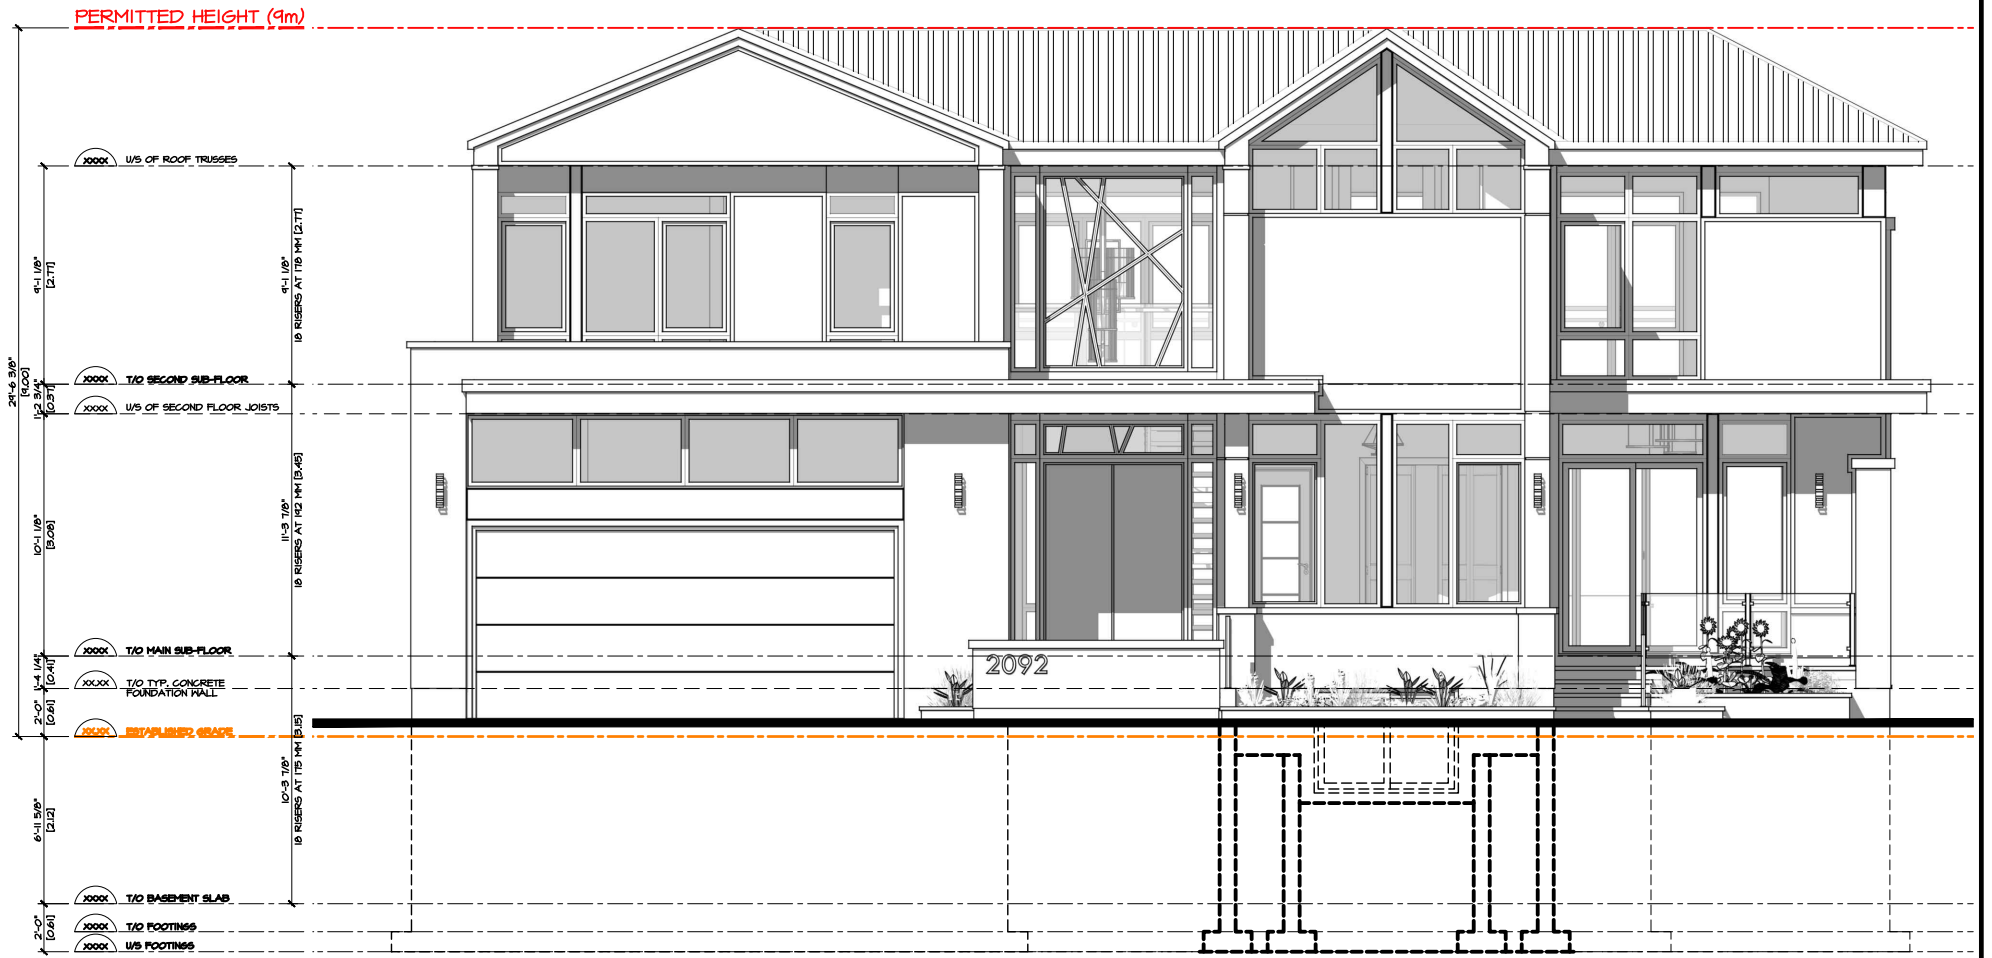 PERMITTED HEIGHT (9m)
XXXX U/S OF ROOF TRUSSES
9'-1 1/8"
[2.77]
9'-1 1/8"
18 RISERS AT 178 MM [2.77]
29'-6 3/8"
[9.00]
XXXX T/O SECOND SUB-FLOOR
1'-2 3/4"
[0.37]
XXXX U/S OF SECOND FLOOR JOISTS
10'-1 1/8"
[3.08]
11'-3 7/8"
18 RISERS AT 192 MM [3.45]
XXXX T/O MAIN SUB-FLOOR
1'-4 1/4"
[0.41]
XX.XX T/O TYP. CONCRETE
FOUNDATION WALL
2'-0"
[0.61]
2092
XX.XX ESTABLISHED GRADE
10'-3 7/8"
18 RISERS AT 175 MM [3.15]
6'-11 5/8"
[2.12]
XXXX T/O BASEMENT SLAB
2'-0"
[0.61]
XXXX T/O FOOTINGS
XXXX U/S FOOTINGS